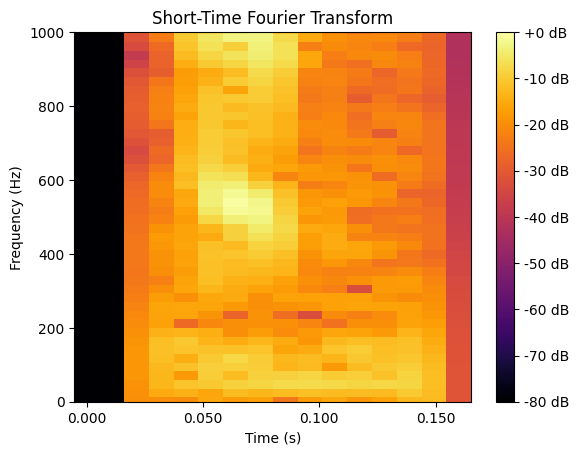 Short-Time Fourier Transform
1000
800
600
400
200
0
Frequency (Hz)
0.000
0.050
0.100
0.150
Time (s)
+0 dB
-10 dB
-20 dB
-30 dB
-40 dB
-50 dB
-60 dB
-70 dB
-80 dB